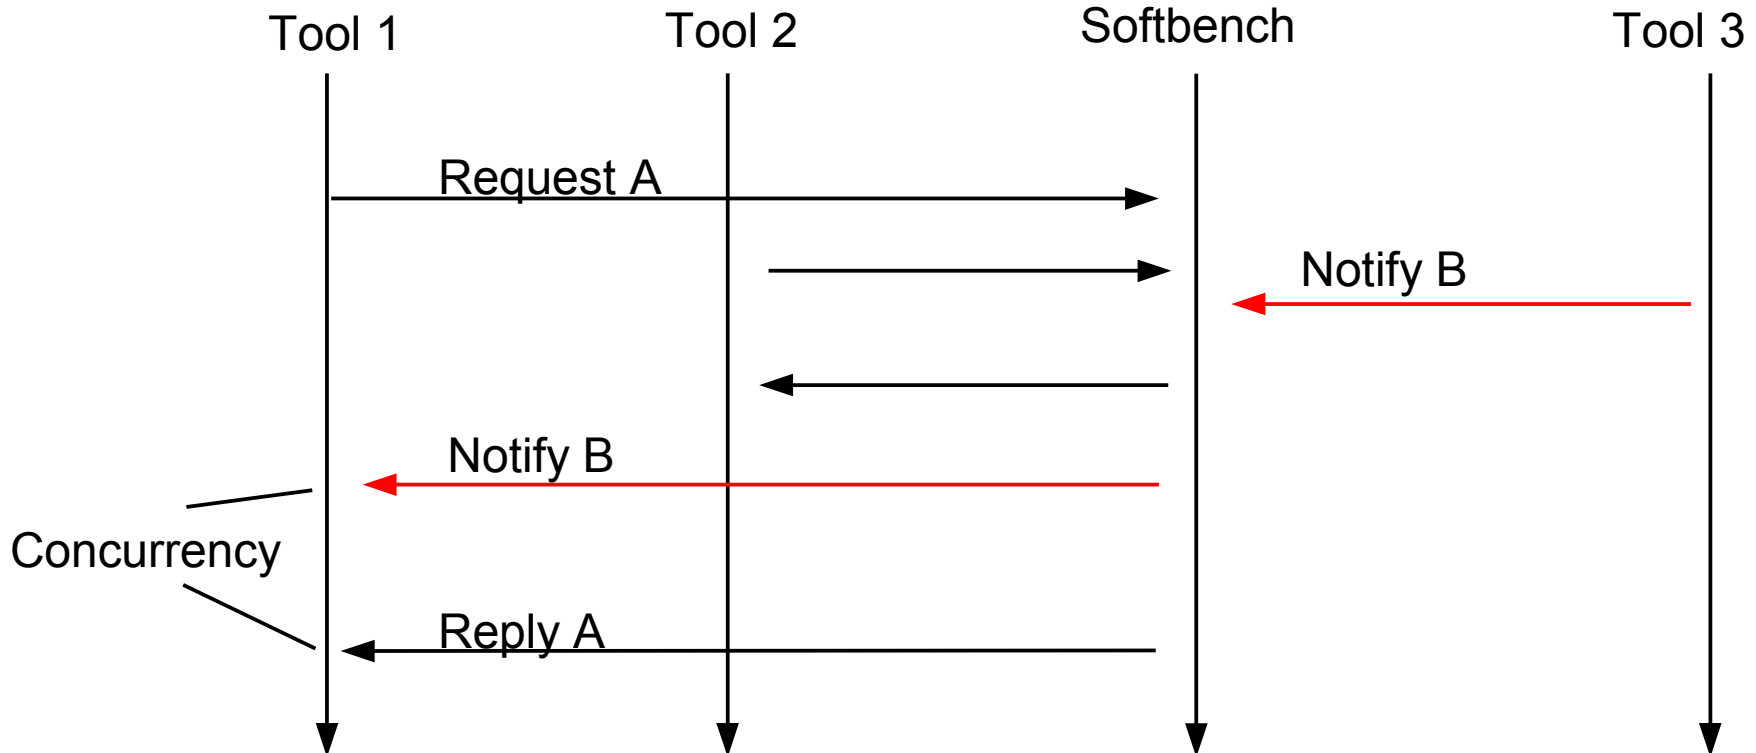 Tool 1
Tool 2
Softbench
Tool 3
Request A
Notify B
Notify B
Concurrency
Reply A